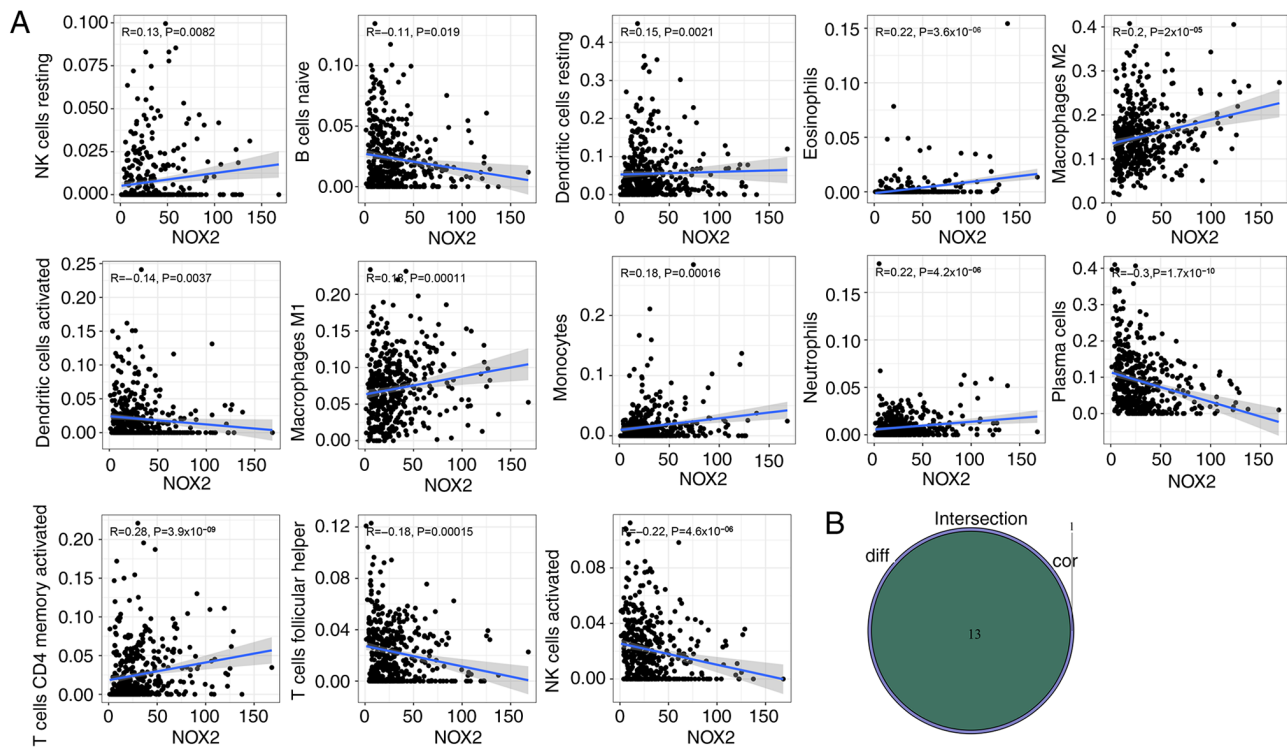 A
R=0.13, P=0.0082
NK cells resting
0.100
0.075
0.050
0.025
0.000
0 50 100 150
NOX2
R=−0.11, P=0.019
B cells naive
0.10
0.05
0.00
0 50 100 150
NOX2
R=0.15, P=0.0021
Dendritic cells resting
0.4
0.3
0.2
0.1
0.0
0 50 100 150
NOX2
R=0.22, P=3.6x10⁻⁰⁶
Eosinophils
0.15
0.10
0.05
0.00
0 50 100 150
NOX2
R=0.2, P=2x10⁻⁰⁵
Macrophages M2
0.4
0.3
0.2
0.1
0.0
0 50 100 150
NOX2
R=−0.14, P=0.0037
Dendritic cells activated
0.25
0.20
0.15
0.10
0.05
0.00
0 50 100 150
NOX2
R=0.18, P=0.00011
Macrophages M1
0.20
0.15
0.10
0.05
0.00
0 50 100 150
NOX2
R=0.18, P=0.00016
Monocytes
0.2
0.1
0.0
0 50 100 150
NOX2
R=0.22, P=4.2x10⁻⁰⁶
Neutrophils
0.15
0.10
0.05
0.00
0 50 100 150
NOX2
R=−0.3,P=1.7x10⁻¹⁰
Plasma cells
0.4
0.3
0.2
0.1
0.0
0 50 100 150
NOX2
R=0.28, P=3.9x10⁻⁰⁹
T cells CD4 memory activated
0.20
0.15
0.10
0.05
0.00
0 50 100 150
NOX2
R=−0.18, P=0.00015
T cells follicular helper
0.12
0.09
0.06
0.03
0.00
0 50 100 150
NOX2
R=−0.22, P=4.6x10⁻⁰⁶
NK cells activated
0.08
0.04
0.00
0 50 100 150
NOX2
B
Intersection
1
diff
cor
13